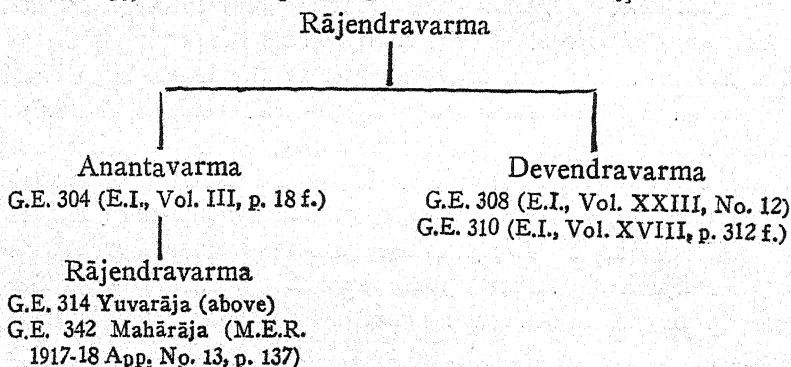 Rājendravarma
Anantavarma
G.E. 304 (E.I., Vol. III, p. 18 f.)
Devendravarma
G.E. 308 (E.I., Vol. XXIII, No. 12)
G.E. 310 (E.I., Vol. XVIII, p. 312 f.)
Rājendravarma
G.E. 314 Yuvarāja (above)
G.E. 342 Mahārāja (M.E.R.
1917-18 App. No. 13, p. 137)